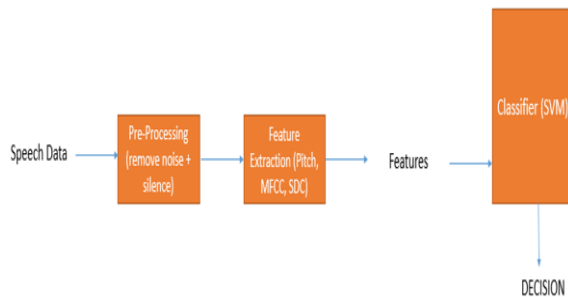 Speech Data
Pre-Processing
(remove noise +
silence)
Feature
Extraction (Pitch,
MFCC, SDC)
Features
Classifier (SVM)
DECISION